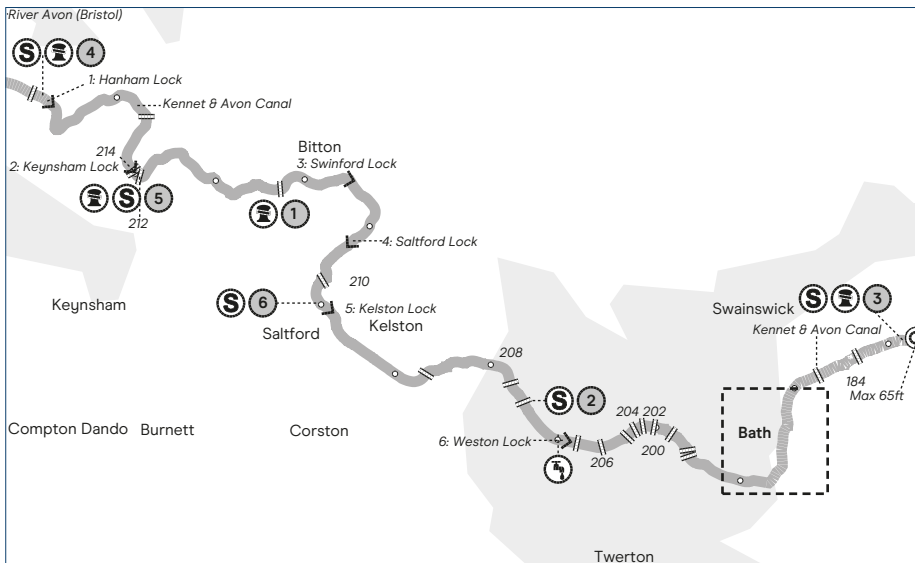 River Avon (Bristol)
S 4
1: Hanham Lock
Kennet & Avon Canal
214
2: Keynsham Lock
S 5
212
Bitton
3: Swinford Lock
1
4: Saltford Lock
210
S 6
5: Kelston Lock
Keynsham
Saltford
Kelston
Swainswick S 3
Kennet & Avon Canal
184
Max 65ft
208
S 2
204 202
Compton Dando
Burnett
Corston
6: Weston Lock
206
200
Bath
Twerton